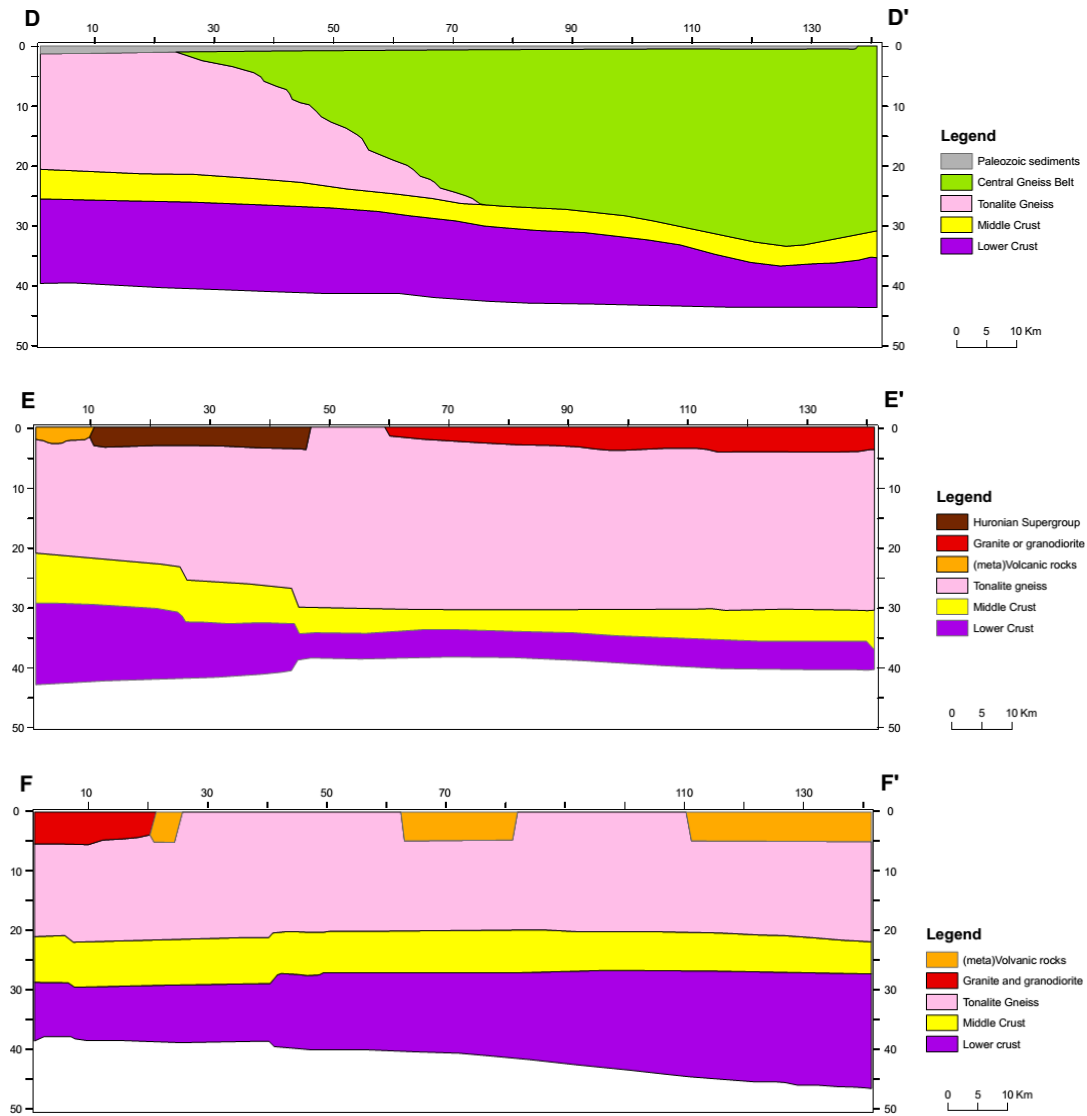 D D'
10 30 50 70 90 110 130
0 0
10 10
20 20
30 30
40 40
50 50
Legend
Paleozoic sediments
Central Gneiss Belt
Tonalite Gneiss
Middle Crust
Lower Crust
0 5 10 Km
E E'
10 30 50 70 90 110 130
0 0
10 10
20 20
30 30
40 40
50 50
Legend
Huronian Supergroup
Granite or granodiorite
(meta)Volcanic rocks
Tonalite gneiss
Middle Crust
Lower Crust
0 5 10 Km
F F'
10 30 50 70 90 110 130
0 0
10 10
20 20
30 30
40 40
50 50
Legend
(meta)Volcanic rocks
Granite and granodiorite
Tonalite Gneiss
Middle Crust
Lower crust
0 5 10 Km